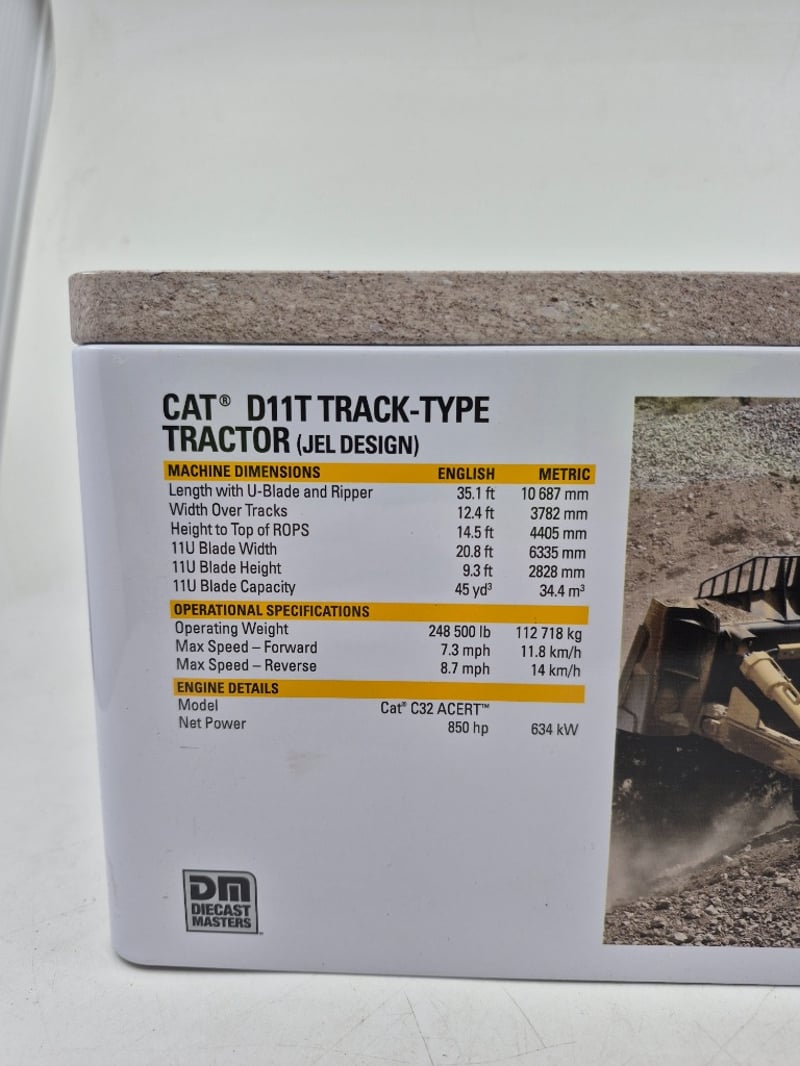 CAT® D11T TRACK-TYPE
TRACTOR (JEL DESIGN)
MACHINE DIMENSIONS ENGLISH METRIC
Length with U-Blade and Ripper 35.1 ft 10 687 mm
Width Over Tracks 12.4 ft 3782 mm
Height to Top of ROPS 14.5 ft 4405 mm
11U Blade Width 20.8 ft 6335 mm
11U Blade Height 9.3 ft 2828 mm
11U Blade Capacity 45 yd³ 34.4 m³
OPERATIONAL SPECIFICATIONS
Operating Weight 248 500 lb 112 718 kg
Max Speed – Forward 7.3 mph 11.8 km/h
Max Speed – Reverse 8.7 mph 14 km/h
ENGINE DETAILS
Model Cat® C32 ACERT™
Net Power 850 hp 634 kW
DM
DIECAST
MASTERS